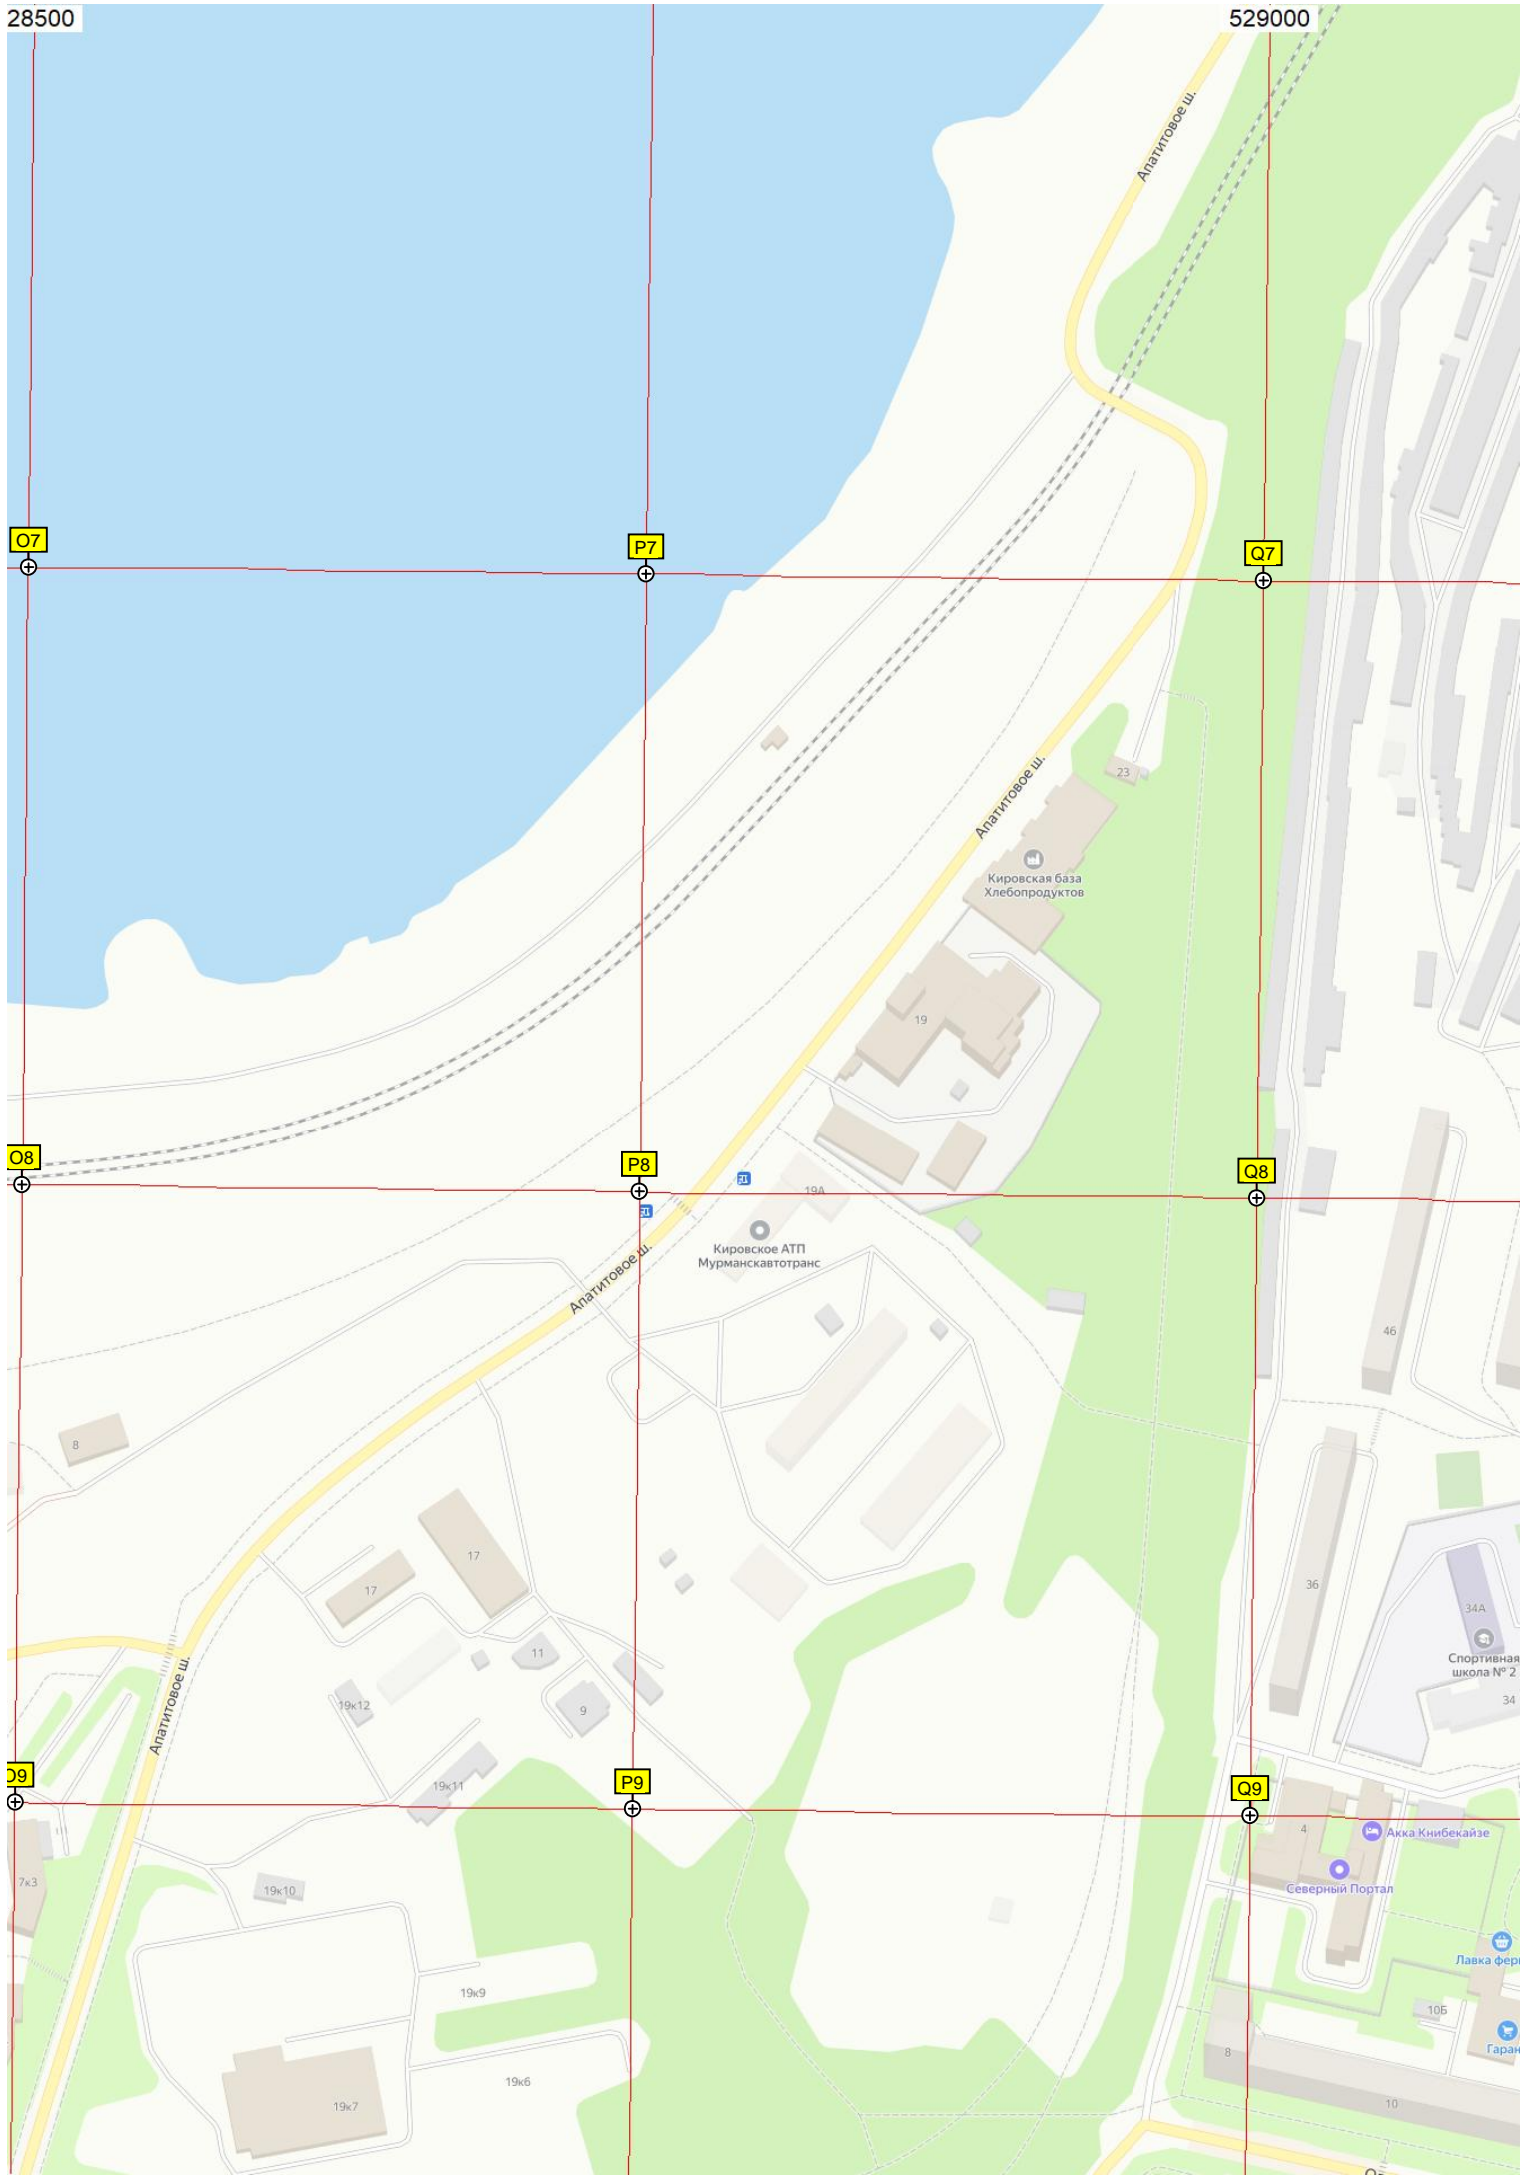 28500
529000
Апатитовое ш.
O7
P7
Q7
Апатитовое ш.
23
Кировская база
Хлебопродуктов
19
O8
P8
Q8
19А
Кировское АТП
Мурманскавтотранс
Апатитовое ш.
46
8
17
17
36
34А
Спортивная
школа № 2
34
11
9
19к12
Апатитовое ш.
19к11
O9
P9
Q9
4
Акка Книбекайзе
Северный Портал
7к3
19к10
Лавка фер
19к9
10Б
Гаран
8
19к6
19к7
10